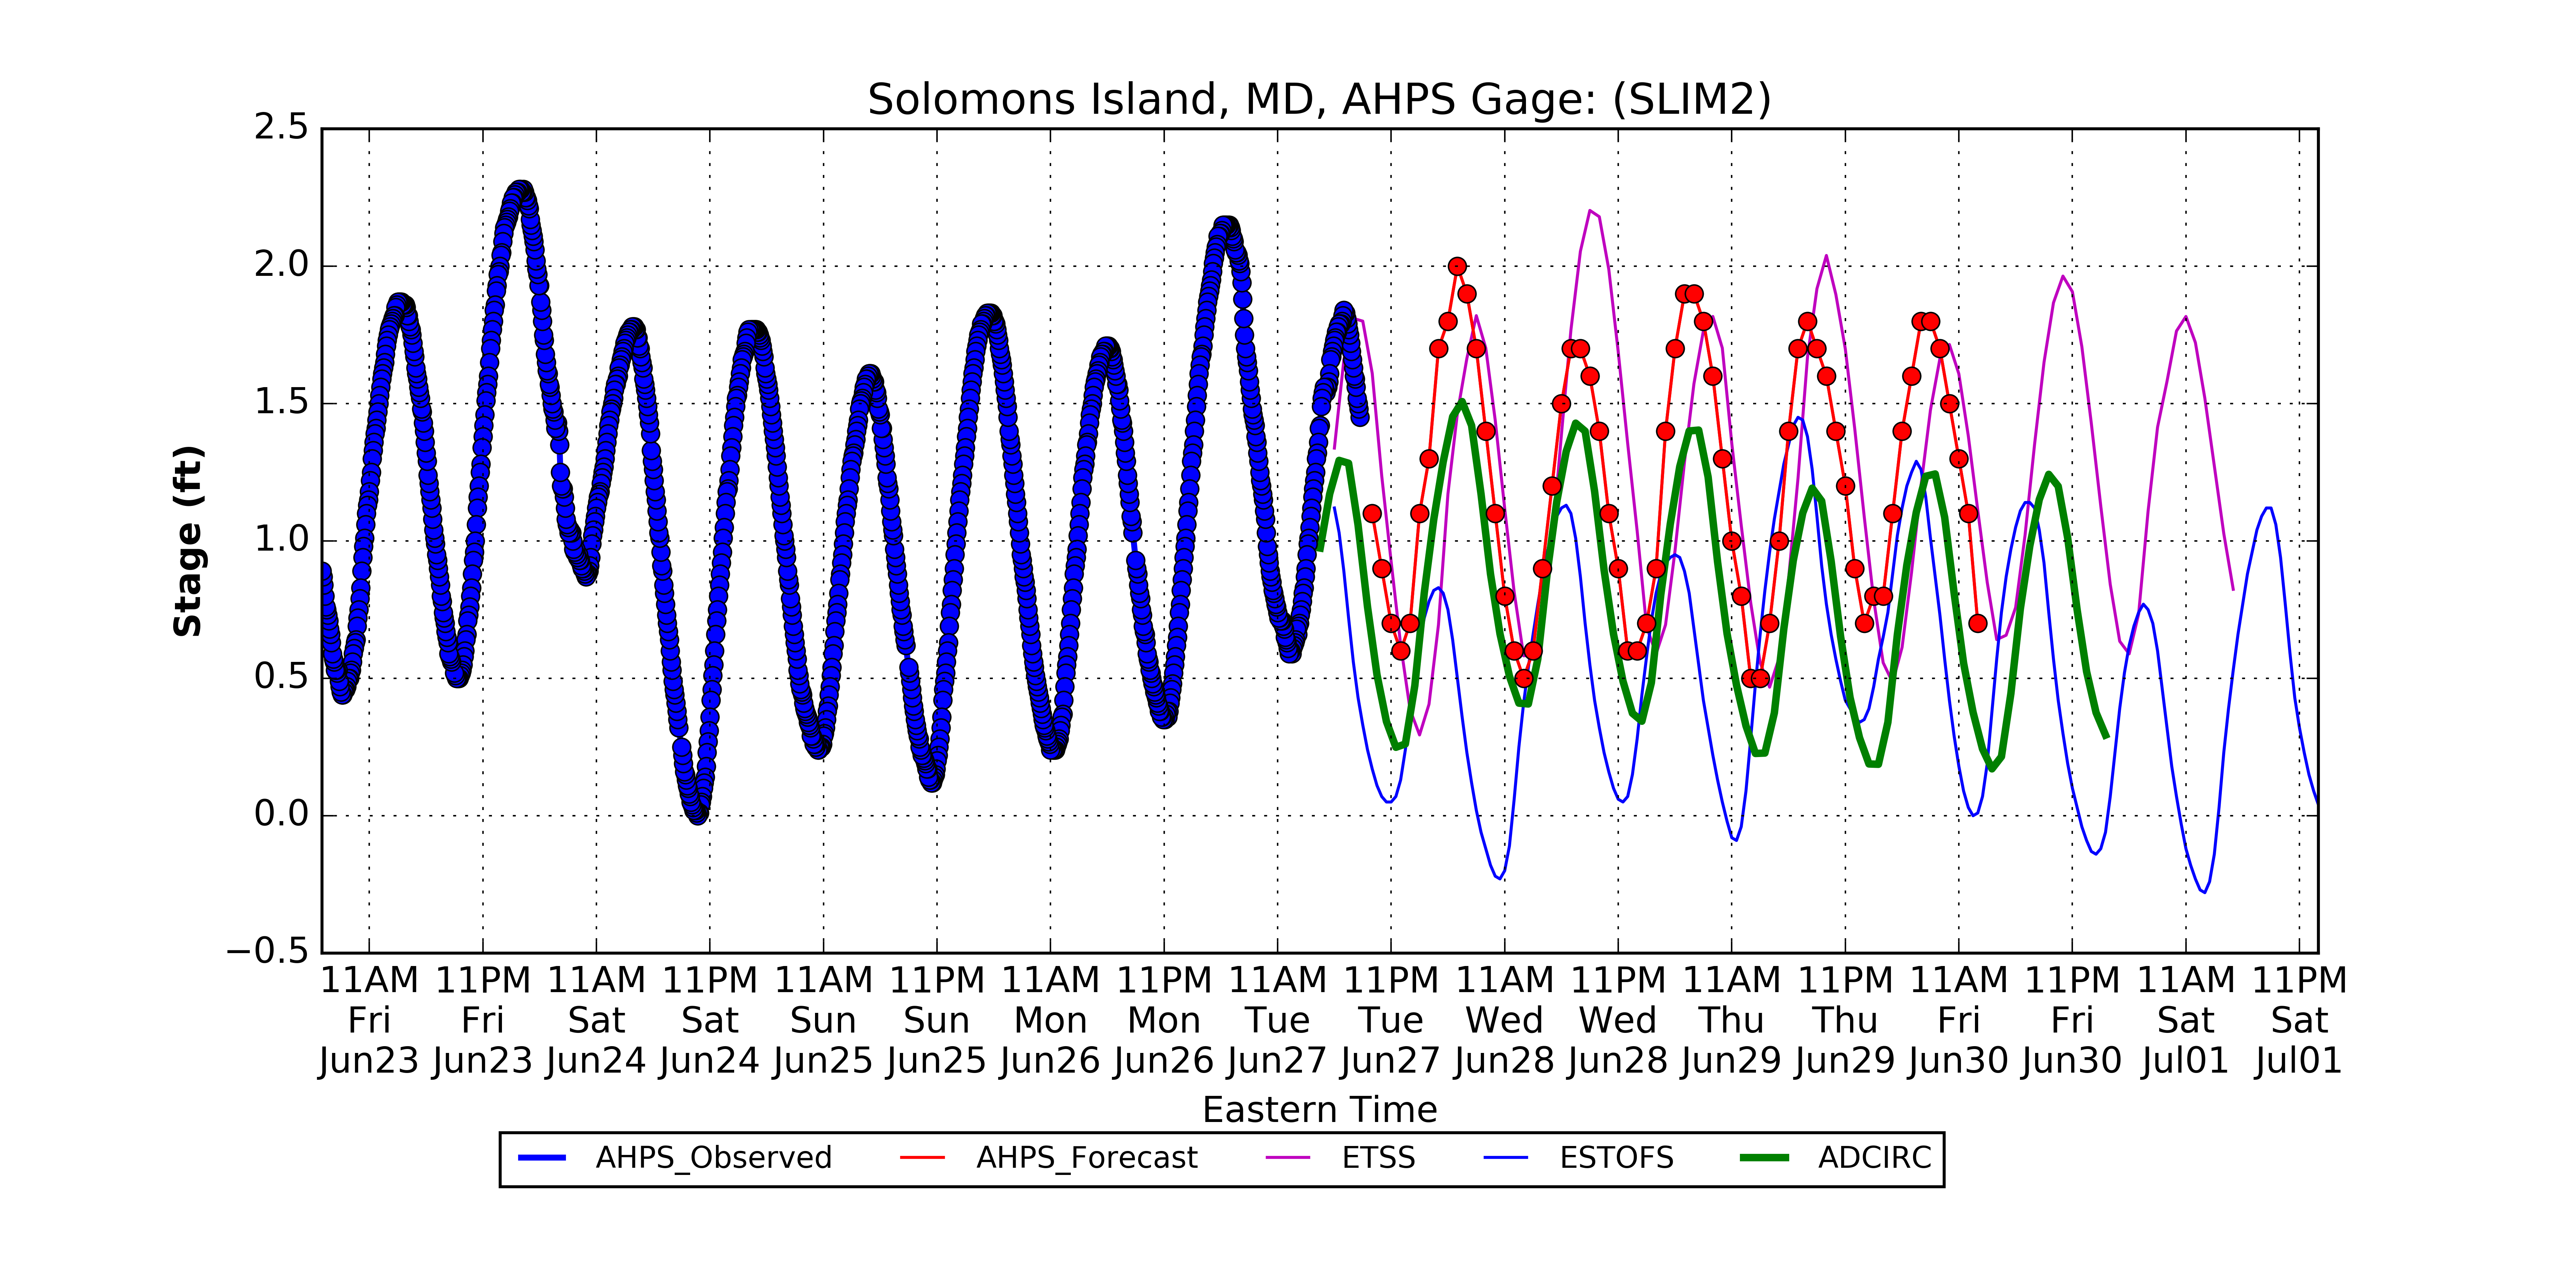 Solomons Island, MD, AHPS Gage: (SLIM2)
2.5
2.0
1.5
1.0
0.5
0.0
−0.5
Stage (ft)
11AM 11PM 11AM 11PM 11AM 11PM 11AM 11PM 11AM 11PM 11AM 11PM 11AM 11PM 11AM 11PM 11AM 11PM
Fri Fri Sat Sat Sun Sun Mon Mon Tue Tue Wed Wed Thu Thu Fri Fri Sat Sat
Jun23 Jun23 Jun24 Jun24 Jun25 Jun25 Jun26 Jun26 Jun27 Jun27 Jun28 Jun28 Jun29 Jun29 Jun30 Jun30 Jul01 Jul01
Eastern Time
AHPS_Observed AHPS_Forecast ETSS ESTOFS ADCIRC